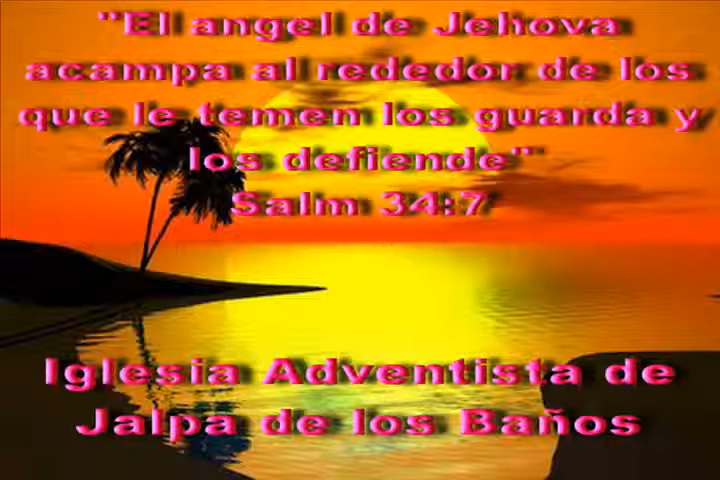 "El angel de Jehova
acampa al rededor de los
que le temen los guarda y
los defiende"
Salm 34:7
Iglesia Adventista de
Jalpa de los Baños